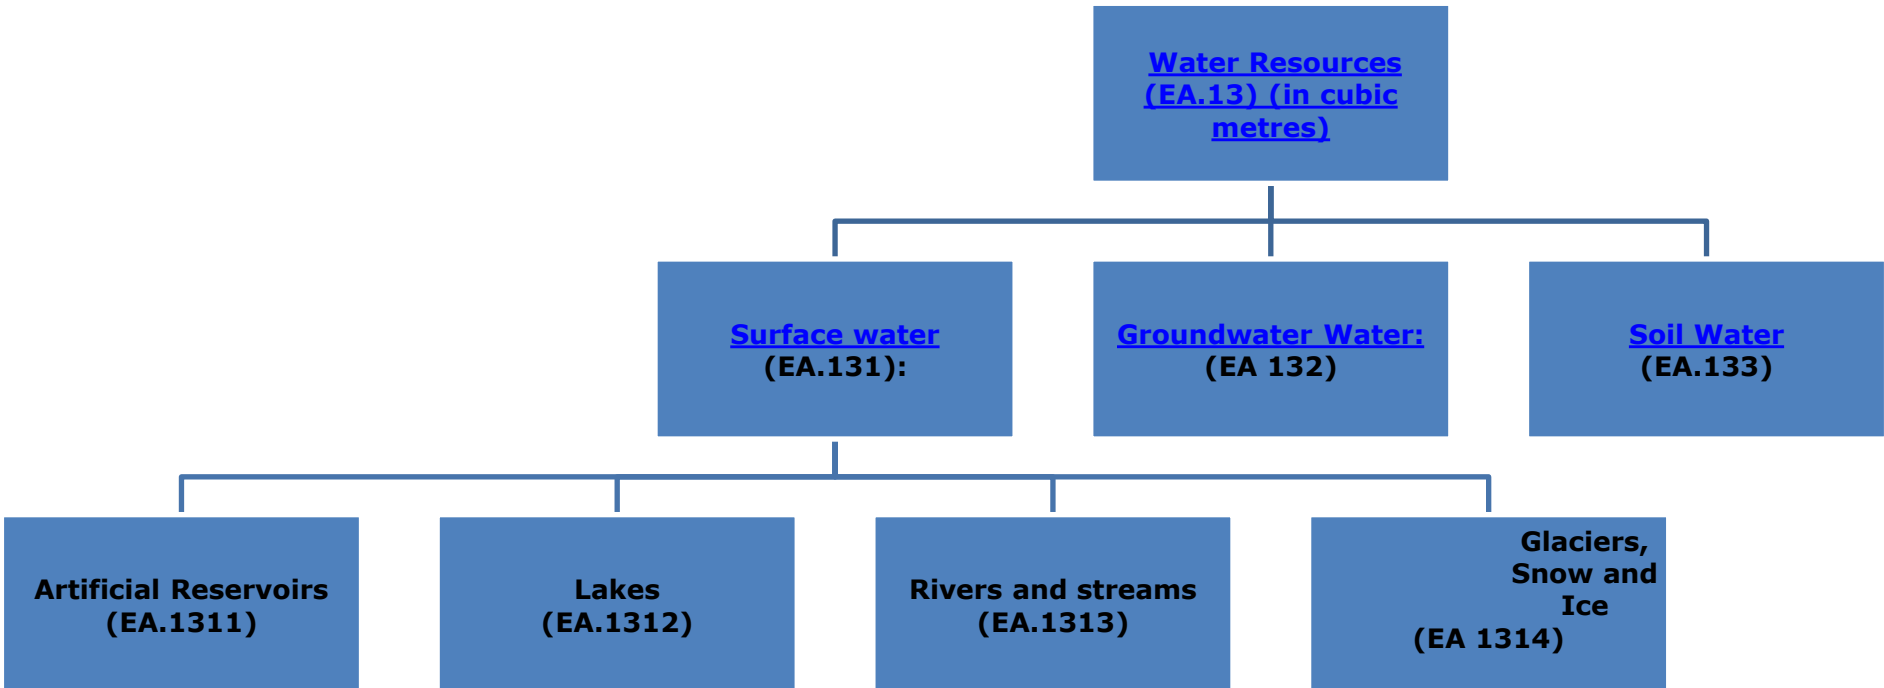 Water Resources
(EA.13) (in cubic
metres)
Surface water
(EA.131):
Groundwater Water:
(EA 132)
Soil Water
(EA.133)
Artificial Reservoirs
(EA.1311)
Lakes
(EA.1312)
Rivers and streams
(EA.1313)
Glaciers,
Snow and
Ice
(EA 1314)